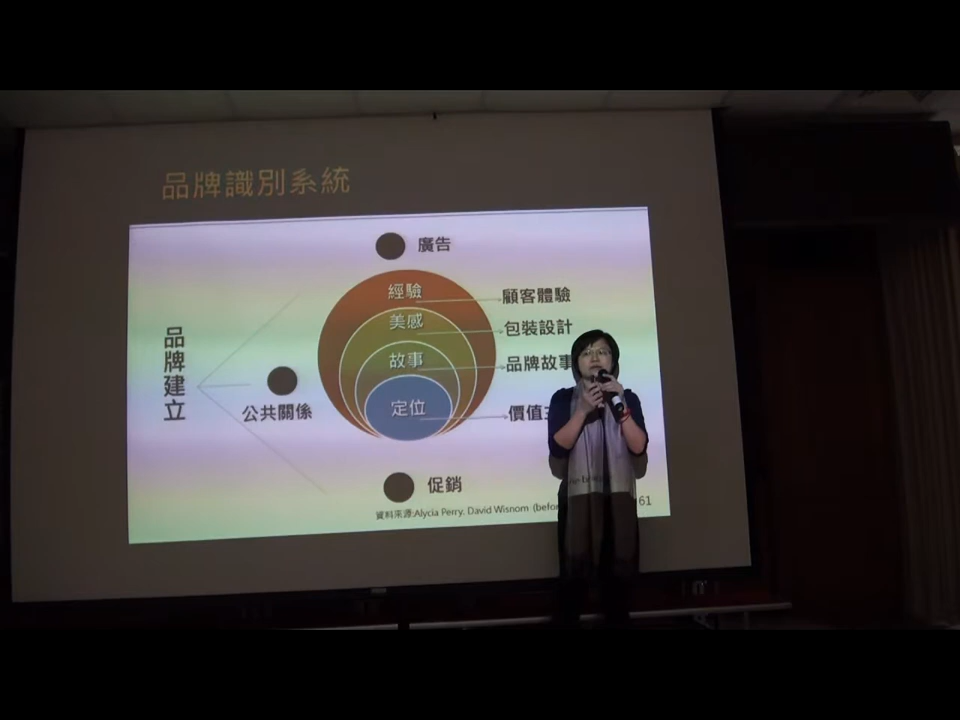 品牌識別系統
廣告
經驗
顧客體驗
美感
包裝設計
故事
品牌故事
品牌建立
公共關係
定位
價值
促銷
資料來源:Alycia Perry, David Wisnom (before
61